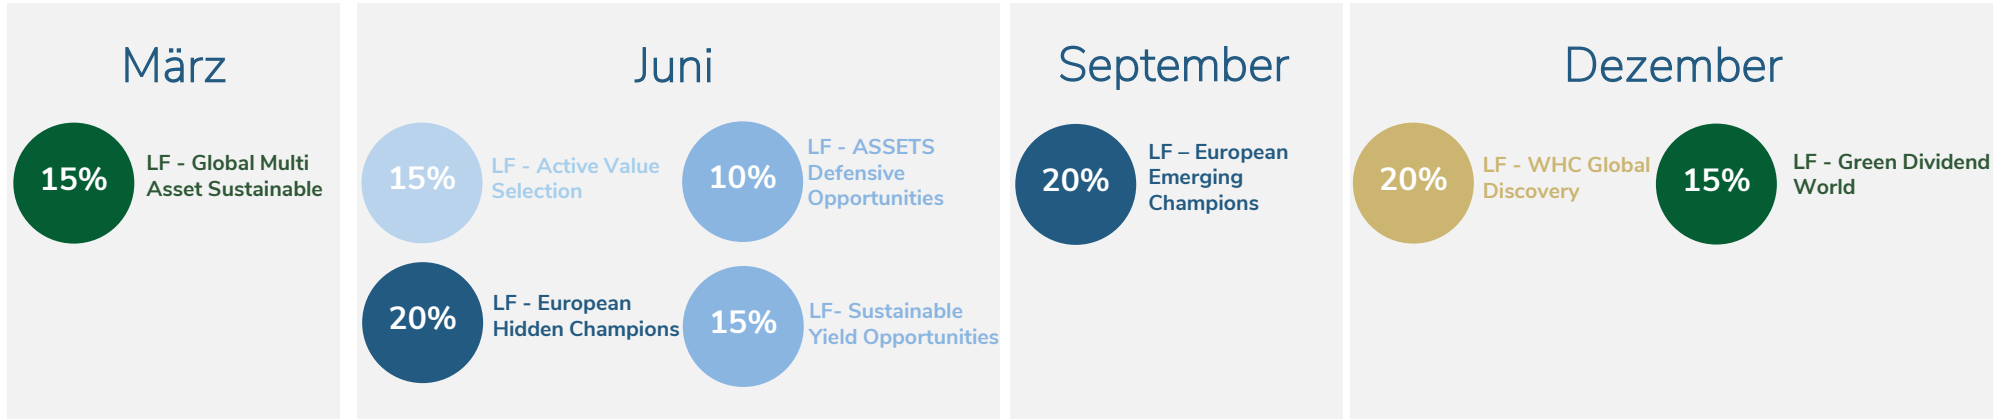 März
15%
LF - Global Multi
Asset Sustainable
Juni
15%
LF - Active Value
Selection
10%
LF - ASSETS
Defensive
Opportunities
20%
LF - European
Hidden Champions
15%
LF- Sustainable
Yield Opportunities
September
20%
LF – European
Emerging
Champions
Dezember
20%
LF - WHC Global
Discovery
15%
LF - Green Dividend
World